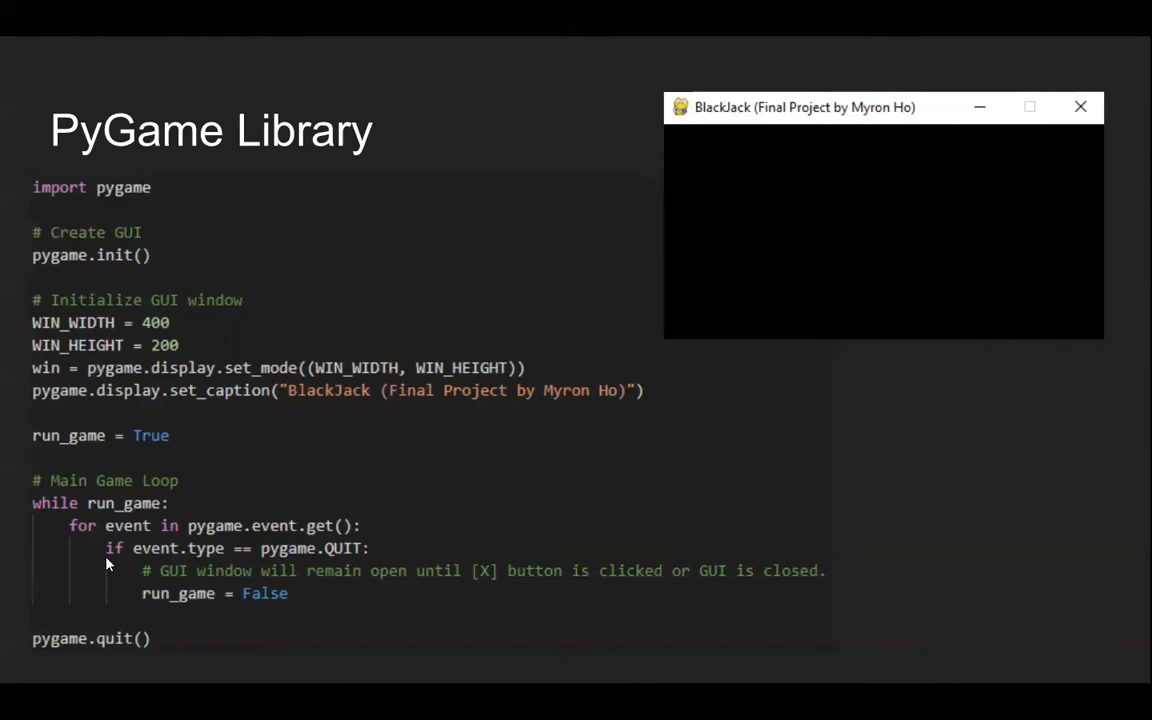 PyGame Library
BlackJack (Final Project by Myron Ho)
import pygame
# Create GUI
pygame.init()
# Initialize GUI window
WIN_WIDTH = 400
WIN_HEIGHT = 200
win = pygame.display.set_mode((WIN_WIDTH, WIN_HEIGHT))
pygame.display.set_caption("BlackJack (Final Project by Myron Ho)")
run_game = True
# Main Game Loop
while run_game:
    for event in pygame.event.get():
        if event.type == pygame.QUIT:
            # GUI window will remain open until [X] button is clicked or GUI is closed.
            run_game = False
pygame.quit()